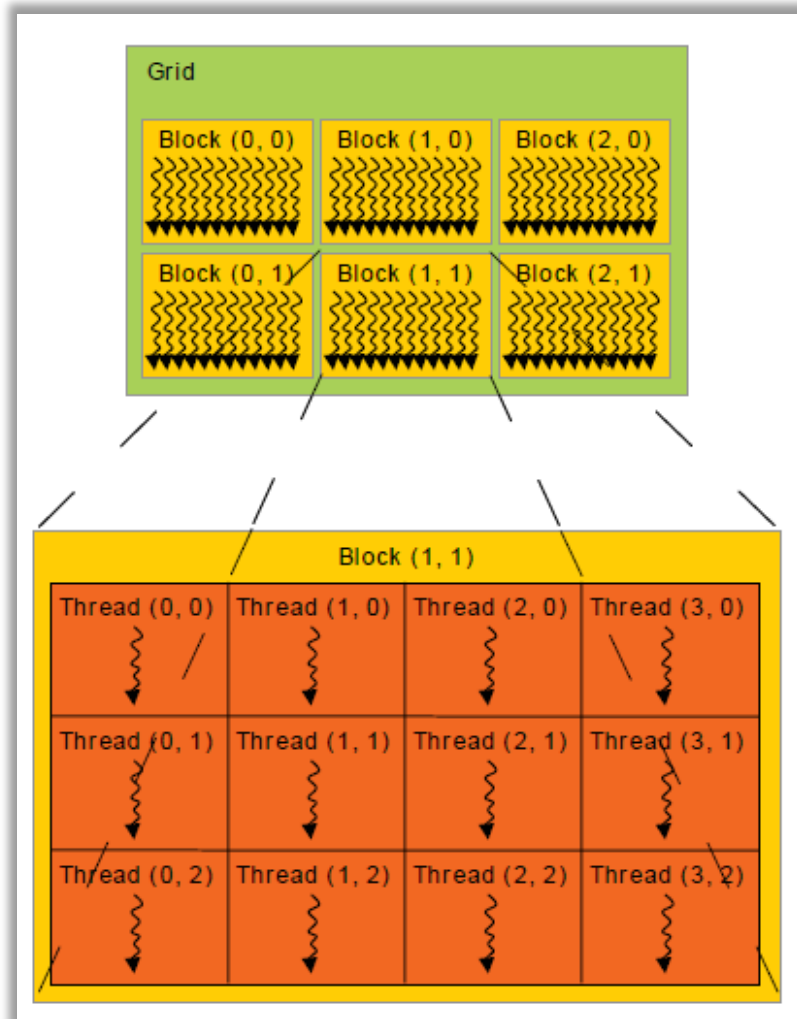 Grid
Block (0, 0) Block (1, 0) Block (2, 0)
Block (0, 1) Block (1, 1) Block (2, 1)
Block (1, 1)
Thread (0, 0) Thread (1, 0) Thread (2, 0) Thread (3, 0)
Thread (0, 1) Thread (1, 1) Thread (2, 1) Thread (3, 1)
Thread (0, 2) Thread (1, 2) Thread (2, 2) Thread (3, 2)